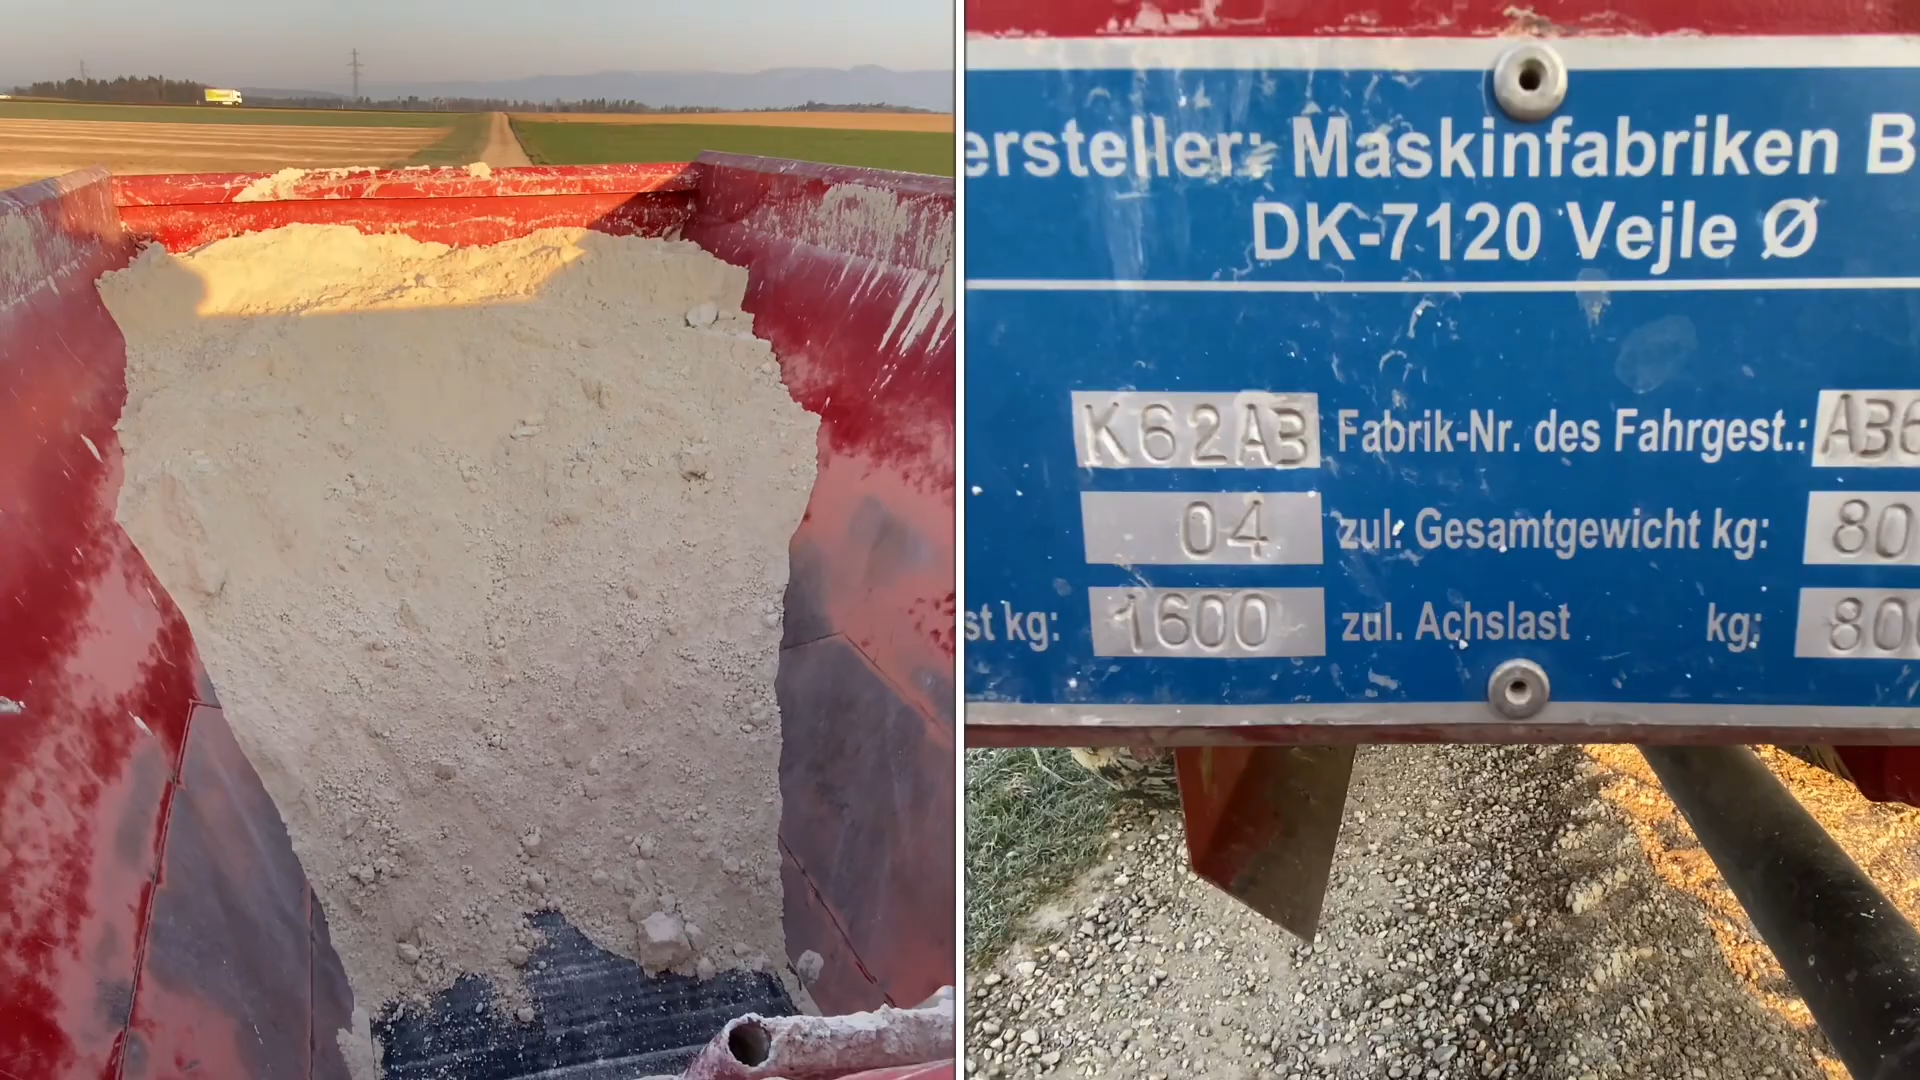 ersteller: Maskinfabriken B
DK-7120 Vejle Ø
K62AB Fabrik-Nr. des Fahrgest.: AB6
04 zul. Gesamtgewicht kg: 80
st kg: 1600 zul. Achslast kg: 800